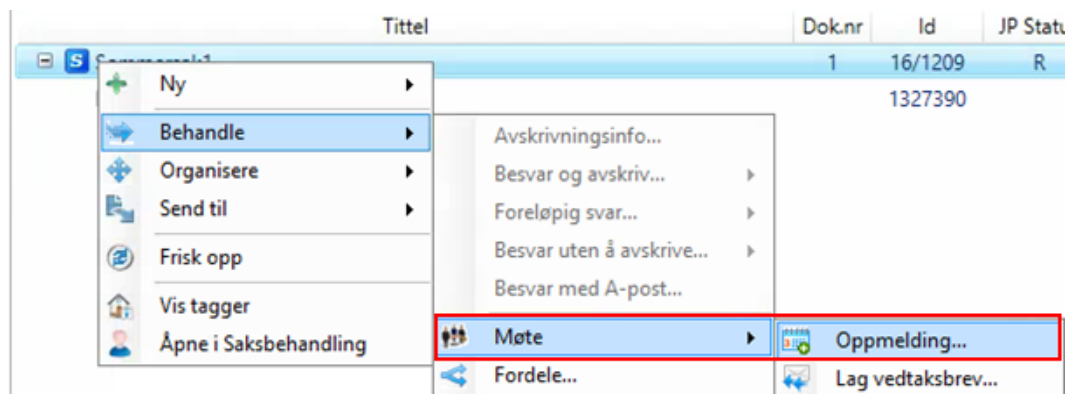 Tittel Dok.nr Id JP Statu
S 1 16/1209 R
Ny 1327390
Behandle Avskrivningsinfo...
Organisere Besvar og avskriv...
Send til Foreløpig svar...
Frisk opp Besvar uten å avskrive...
Vis tagger Besvar med A-post...
Åpne i Saksbehandling Møte Oppmelding...
Fordele... Lag vedtaksbrev...